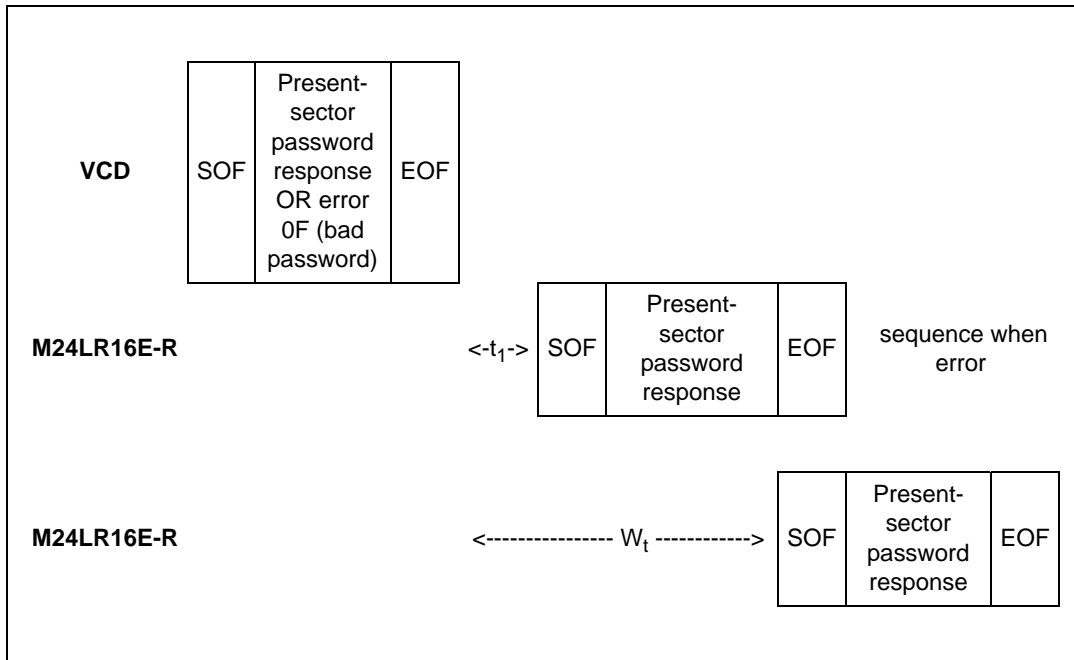 VCD
SOF
Present-
sector
password
response
OR error
0F (bad
password)
EOF
M24LR16E-R
<-t1->
SOF
Present-
sector
password
response
EOF
sequence when
error
M24LR16E-R
<---------------- Wt ------------>
SOF
Present-
sector
password
response
EOF